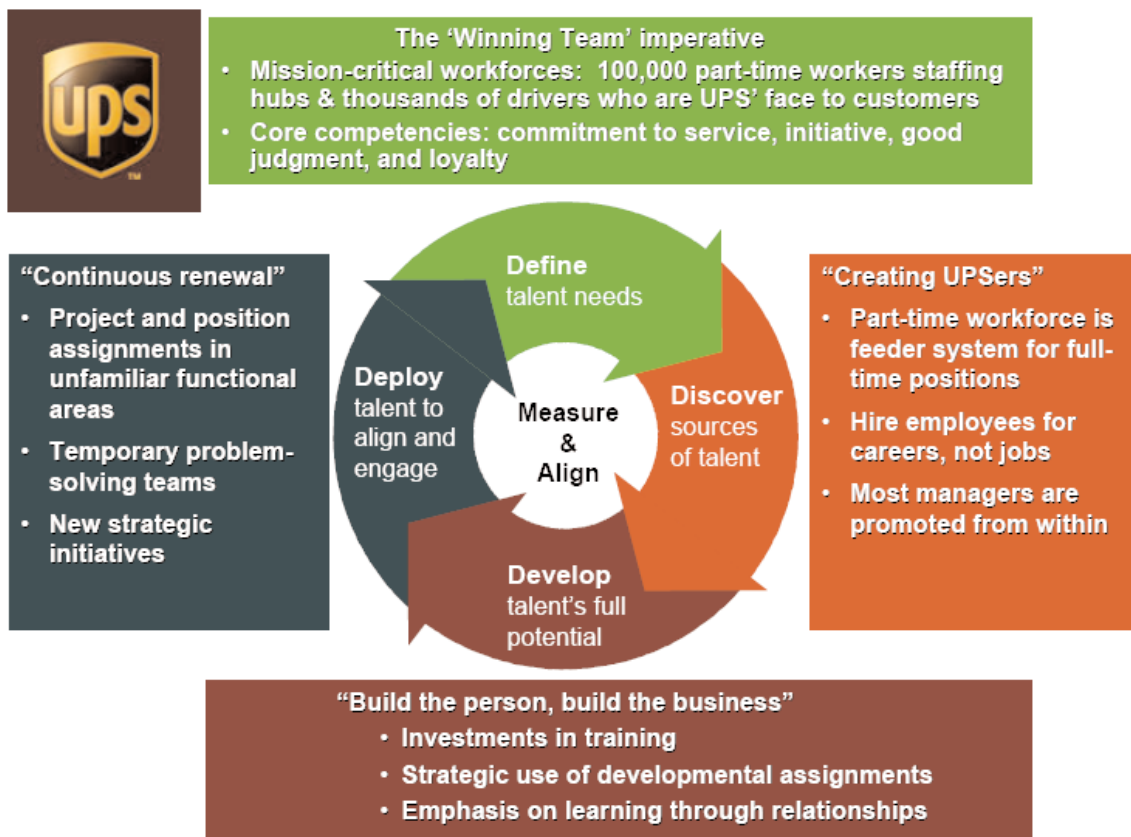 ups
TM
The ‘Winning Team’ imperative
• Mission-critical workforces: 100,000 part-time workers staffing
hubs & thousands of drivers who are UPS’ face to customers
• Core competencies: commitment to service, initiative, good
judgment, and loyalty
“Continuous renewal”
• Project and position
assignments in
unfamiliar functional
areas
• Temporary problem-
solving teams
• New strategic
initiatives
Define
talent needs
Deploy
talent to
align and
engage
Measure
&
Align
Discover
sources
of talent
Develop
talent’s full
potential
“Creating UPSers”
• Part-time workforce is
feeder system for full-
time positions
• Hire employees for
careers, not jobs
• Most managers are
promoted from within
“Build the person, build the business”
• Investments in training
• Strategic use of developmental assignments
• Emphasis on learning through relationships